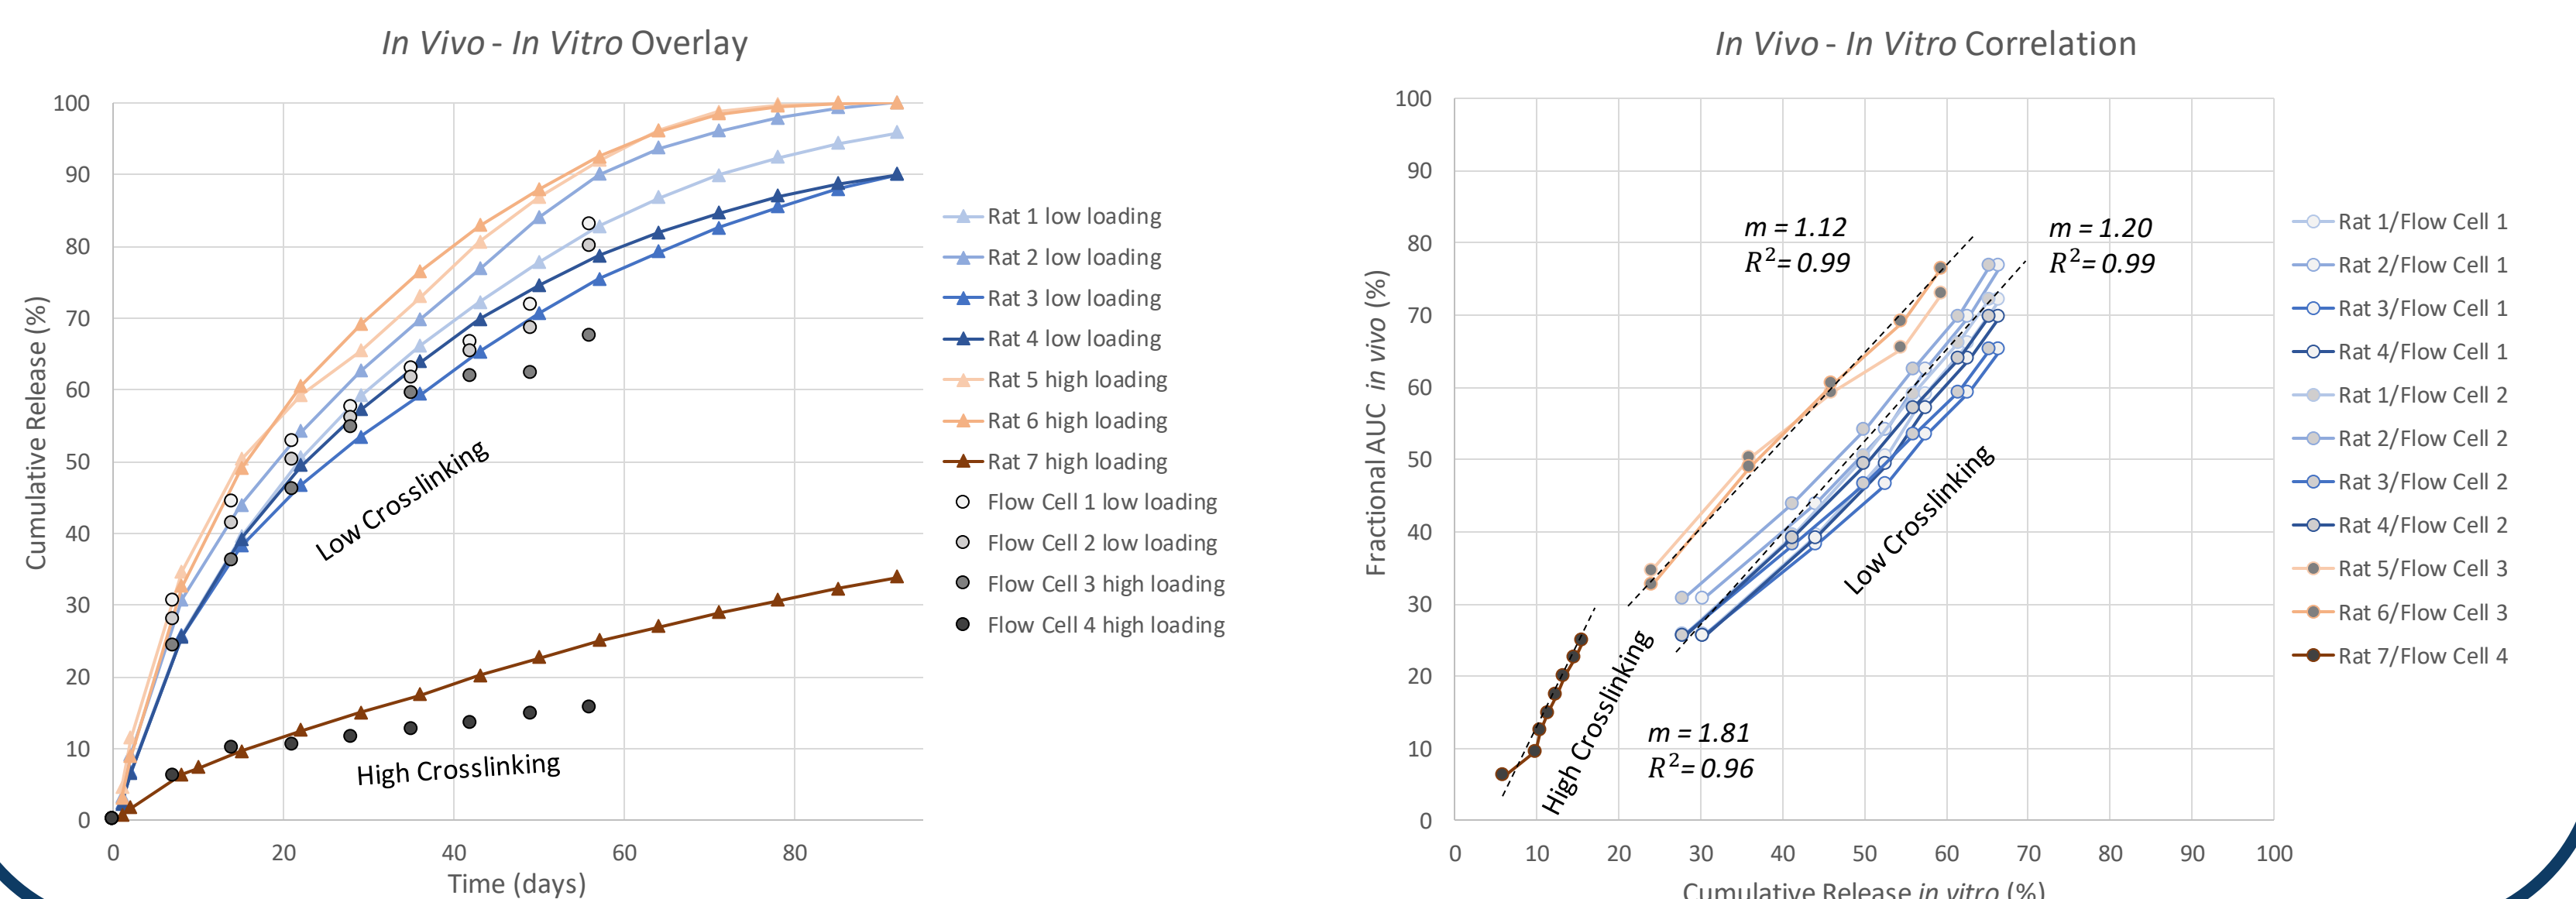 In Vivo - In Vitro Overlay
100
90
80
70
60
50
40
30
20
10
0
Cumulative Release (%)
0 20 40 60 80
Time (days)
Low Crosslinking
High Crosslinking
Rat 1 low loading
Rat 2 low loading
Rat 3 low loading
Rat 4 low loading
Rat 5 high loading
Rat 6 high loading
Rat 7 high loading
Flow Cell 1 low loading
Flow Cell 2 low loading
Flow Cell 3 high loading
Flow Cell 4 high loading
In Vivo - In Vitro Correlation
100
90
80
70
60
50
40
30
20
10
0
Fractional AUC in vivo (%)
m = 1.12
R²= 0.99
m = 1.20
R²= 0.99
Low Crosslinking
High Crosslinking
m = 1.81
R²= 0.96
0 10 20 30 40 50 60 70 80 90 100
Cumulative Release in vitro (%)
Rat 1/Flow Cell 1
Rat 2/Flow Cell 1
Rat 3/Flow Cell 1
Rat 4/Flow Cell 1
Rat 1/Flow Cell 2
Rat 2/Flow Cell 2
Rat 3/Flow Cell 2
Rat 4/Flow Cell 2
Rat 5/Flow Cell 3
Rat 6/Flow Cell 3
Rat 7/Flow Cell 4